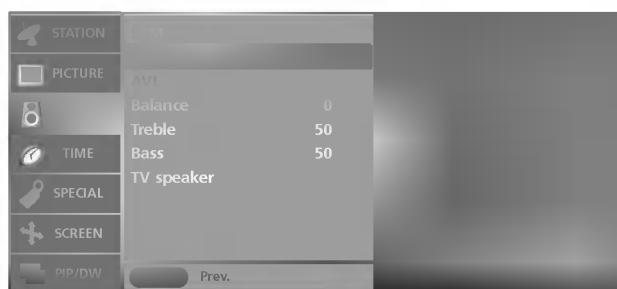 STATION
PICTURE
AVL
Balance 0
Treble 50
TIME
Bass 50
TV speaker
SPECIAL
SCREEN
PIP/DW
Prev.